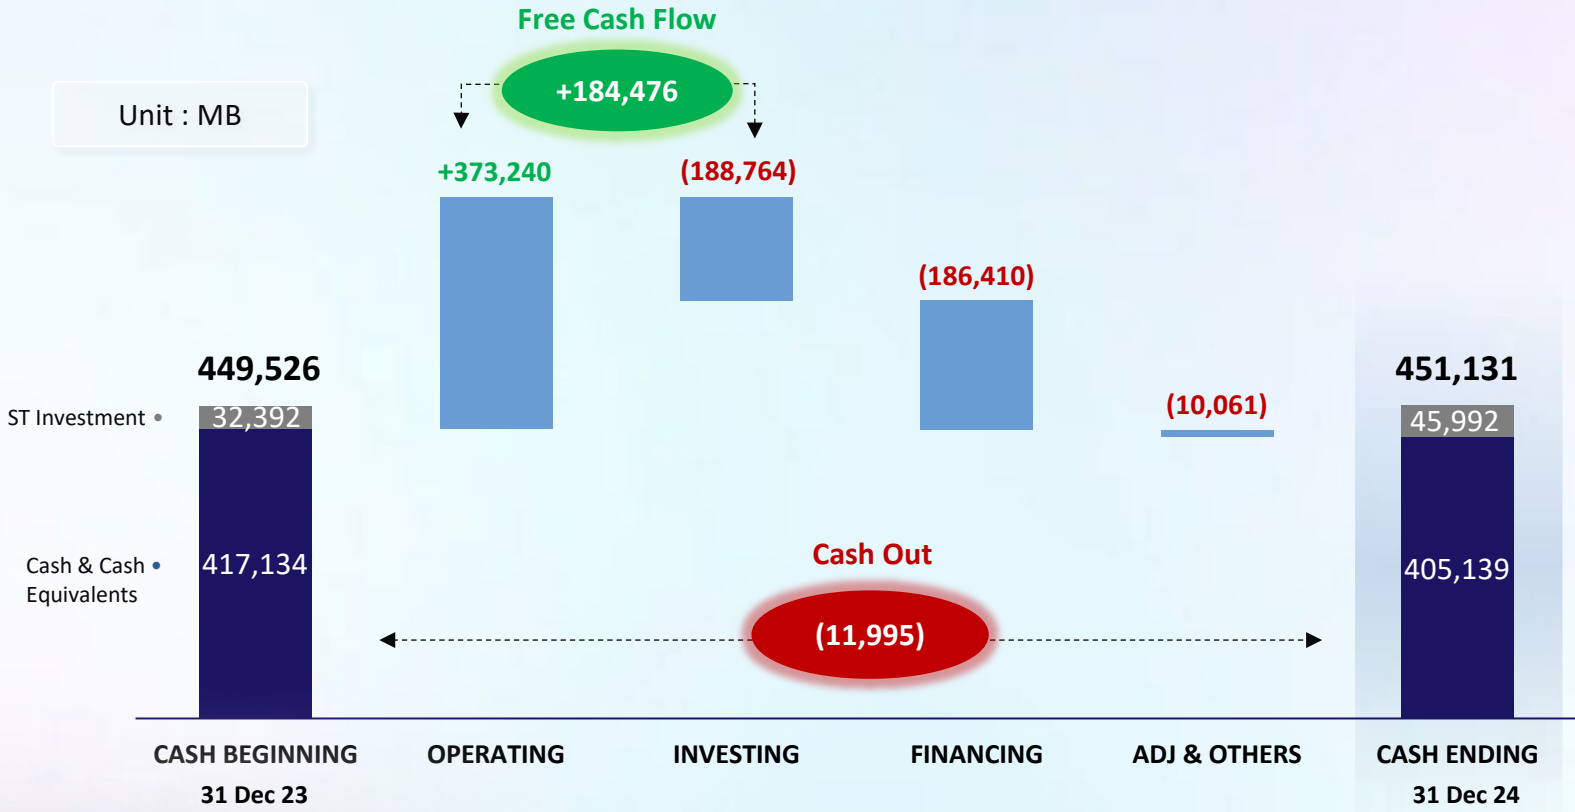 Free Cash Flow
+184,476
Unit : MB
+373,240
(188,764)
(186,410)
(10,061)
449,526
451,131
ST Investment •
32,392
45,992
Cash & Cash •
Equivalents
417,134
405,139
Cash Out
(11,995)
CASH BEGINNING
31 Dec 23
OPERATING
INVESTING
FINANCING
ADJ & OTHERS
CASH ENDING
31 Dec 24